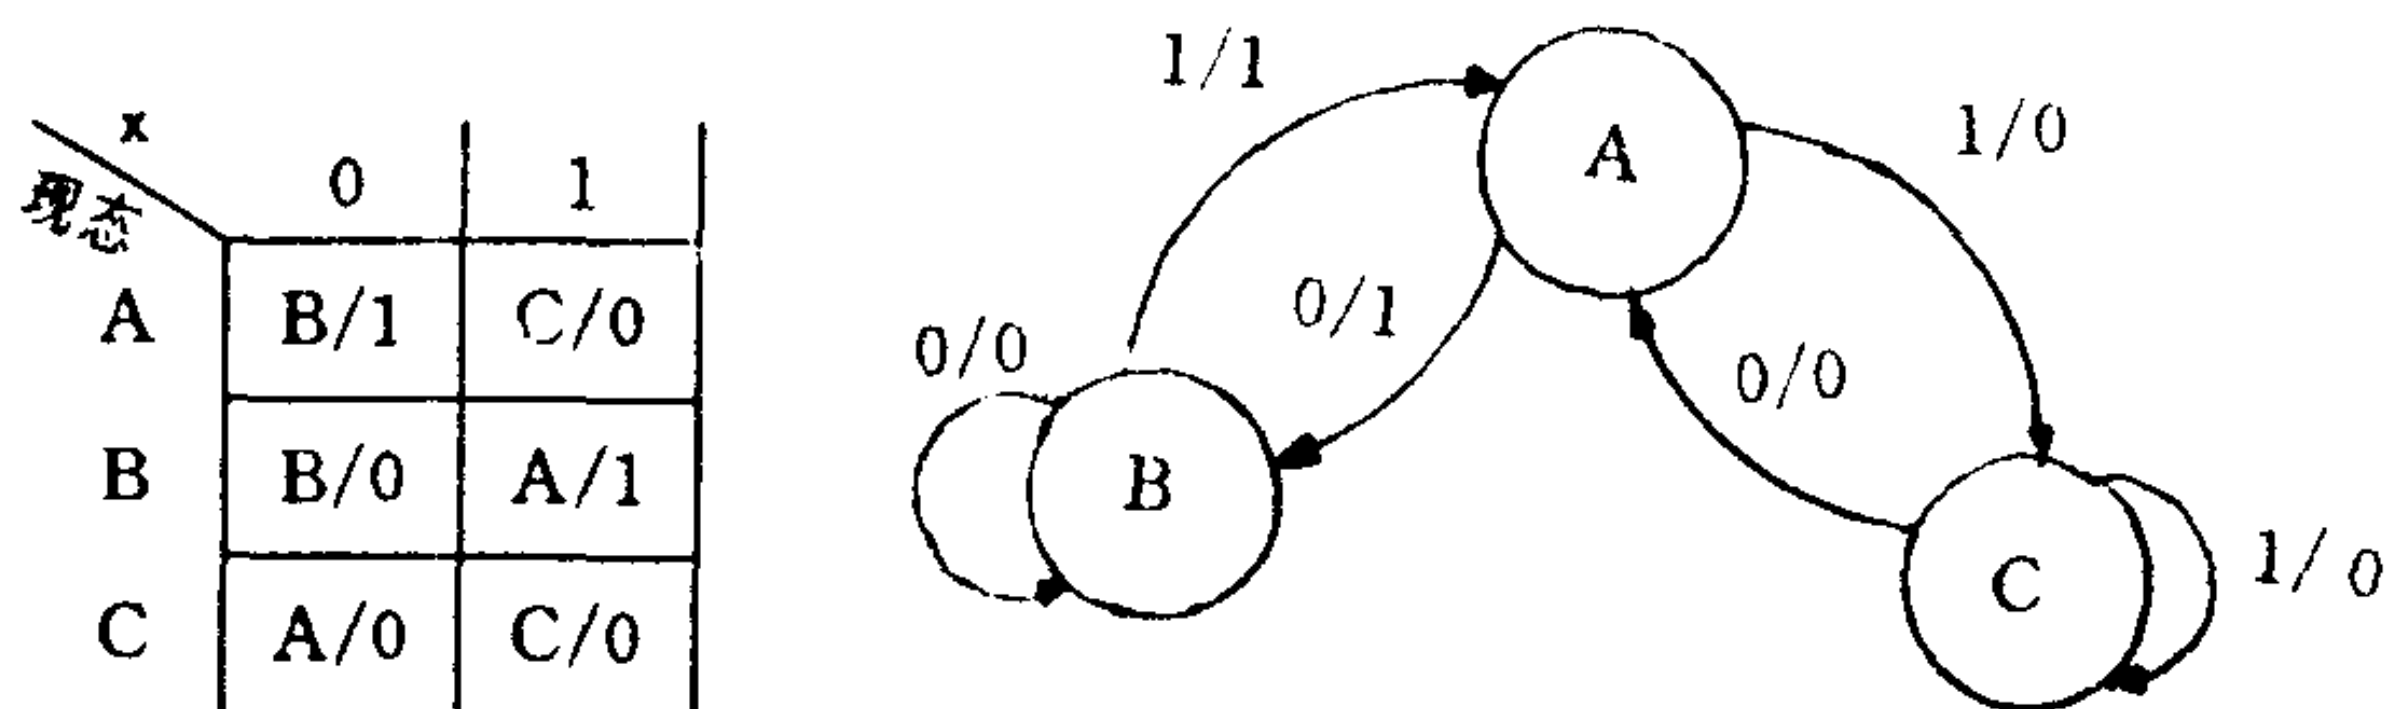 x
现态
0 1
A B/1 C/0
B B/0 A/1
C A/0 C/0
1/1
A
1/0
0/1
0/0
0/0
B
C
1/0